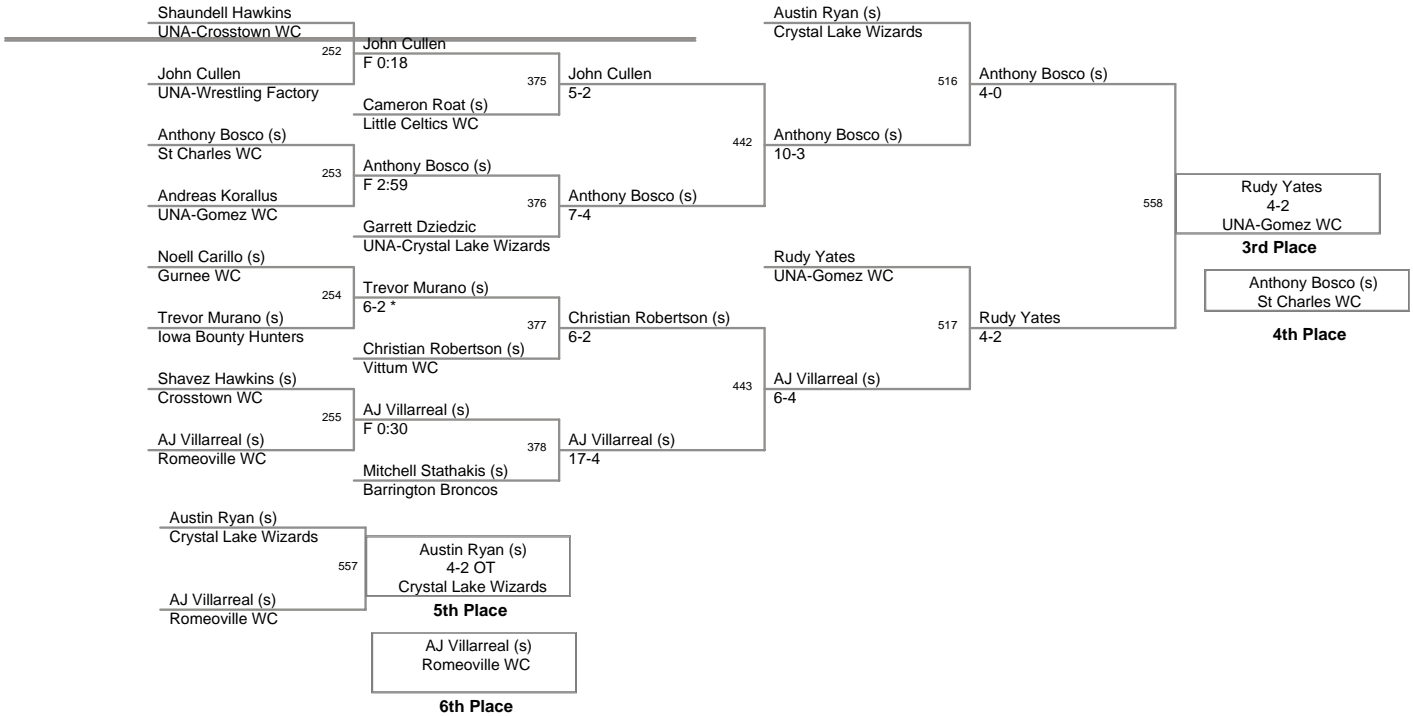 Shaundell Hawkins
UNA-Crosstown WC
252
John Cullen
UNA-Wrestling Factory
Anthony Bosco (s)
St Charles WC
253
Andreas Korallus
UNA-Gomez WC
Noell Carillo (s)
Gurnee WC
254
Trevor Murano (s)
Iowa Bounty Hunters
Shavez Hawkins (s)
Crosstown WC
255
AJ Villarreal (s)
Romeoville WC
John Cullen
F 0:18
375
Cameron Roat (s)
Little Celtics WC
Anthony Bosco (s)
F 2:59
376
Garrett Dziedzic
UNA-Crystal Lake Wizards
Trevor Murano (s)
6-2 *
377
Christian Robertson (s)
Vittum WC
AJ Villarreal (s)
F 0:30
378
Mitchell Stathakis (s)
Barrington Broncos
John Cullen
5-2
442
Anthony Bosco (s)
7-4
Christian Robertson (s)
6-2
443
AJ Villarreal (s)
17-4
Austin Ryan (s)
Crystal Lake Wizards
516
Anthony Bosco (s)
10-3
Rudy Yates
UNA-Gomez WC
517
AJ Villarreal (s)
6-4
Anthony Bosco (s)
4-0
558
Rudy Yates
4-2
Rudy Yates
4-2
UNA-Gomez WC
3rd Place
Anthony Bosco (s)
St Charles WC
4th Place
Austin Ryan (s)
Crystal Lake Wizards
557
AJ Villarreal (s)
Romeoville WC
Austin Ryan (s)
4-2 OT
Crystal Lake Wizards
5th Place
AJ Villarreal (s)
Romeoville WC
6th Place